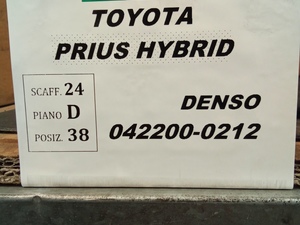 TOYOTA
PRIUS HYBRID
SCAFF. 24
PIANO D
POSIZ. 38
DENSO
042200-0212